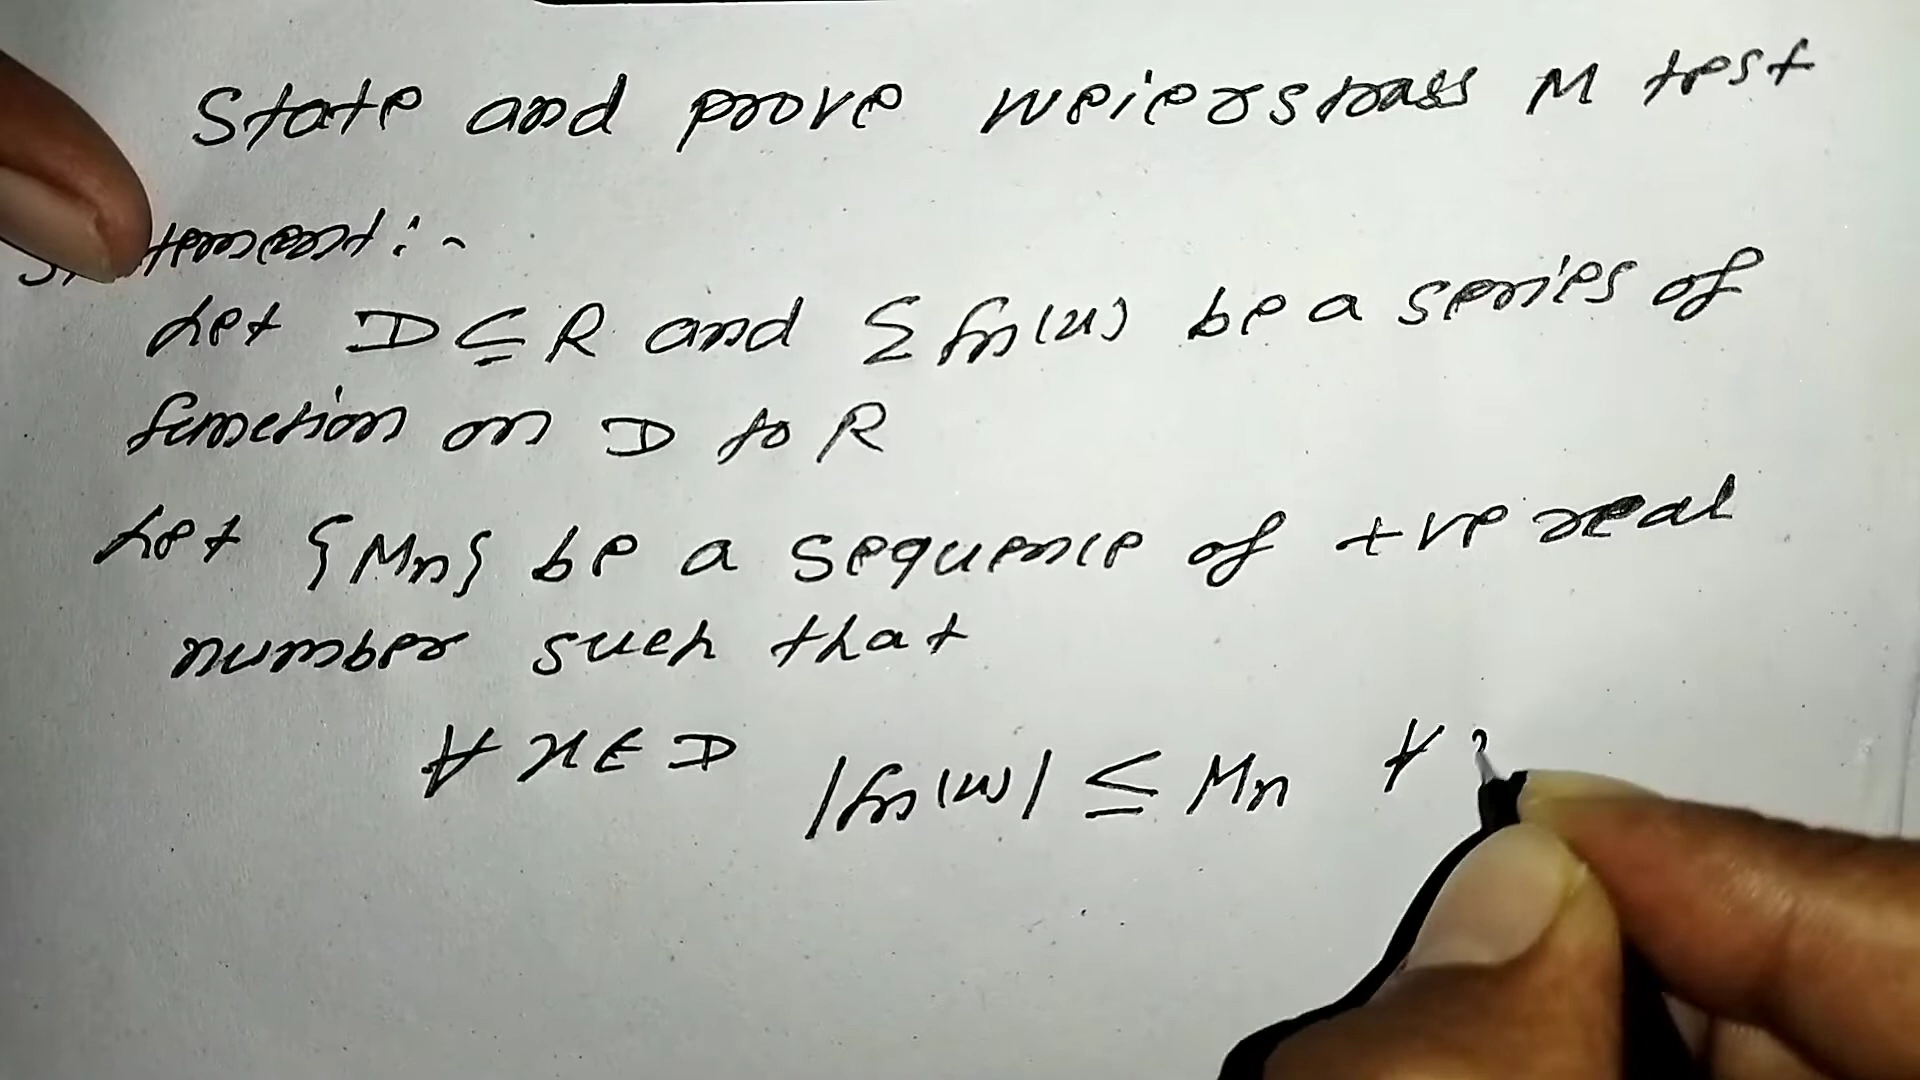 State and prove weierstrass M test
Statement:-
Let D ⊆ R and Σ fn(x) be a series of
function on D to R
Let {Mn} be a sequence of +ve real
number such that
∀ x ∈ D |fn(x)| ≤ Mn ∀